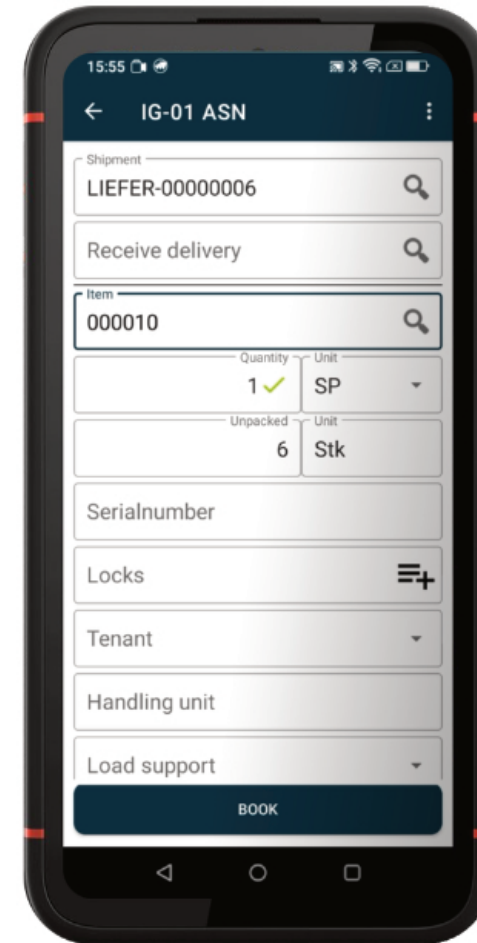 15:55
IG-01 ASN
Shipment
LIEFER-00000006
Receive delivery
Item
000010
Quantity Unit
1 SP
Unpacked Unit
6 Stk
Serialnumber
Locks
Tenant
Handling unit
Load support
BOOK